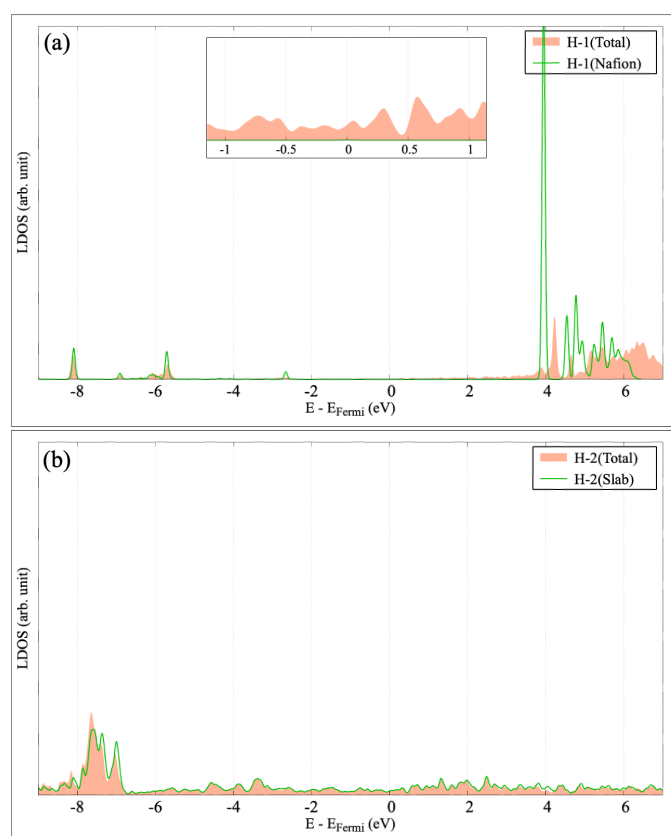 (a)
H-1(Total)
H-1(Nafion)
-1 -0.5 0 0.5 1
LDOS (arb. unit)
-8 -6 -4 -2 0 2 4 6
E - EFermi (eV)
(b)
H-2(Total)
H-2(Slab)
LDOS (arb. unit)
-8 -6 -4 -2 0 2 4 6
E - EFermi (eV)